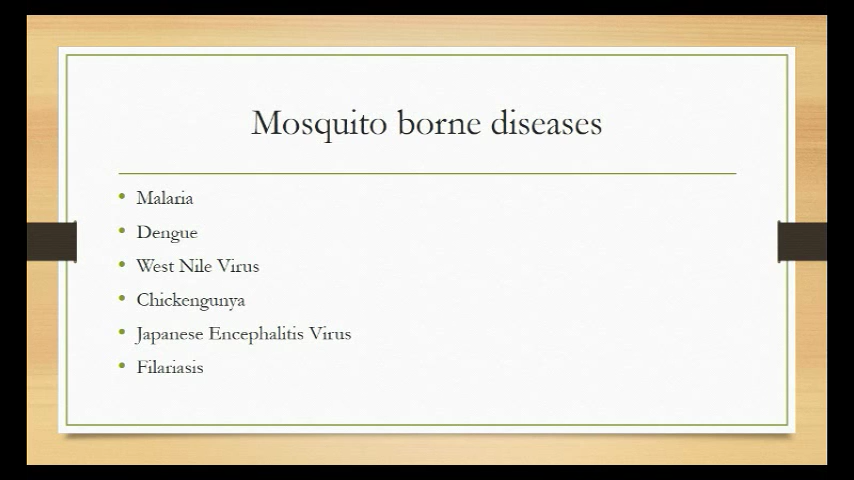 Mosquito borne diseases
• Malaria
• Dengue
• West Nile Virus
• Chickengunya
• Japanese Encephalitis Virus
• Filariasis